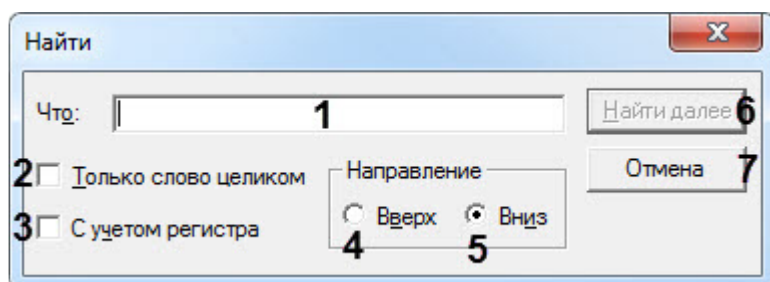 Найти
Что: 1 Найти далее 6
2 Только слово целиком Направление Отмена 7
3 С учетом регистра Вверх Вниз
4 5